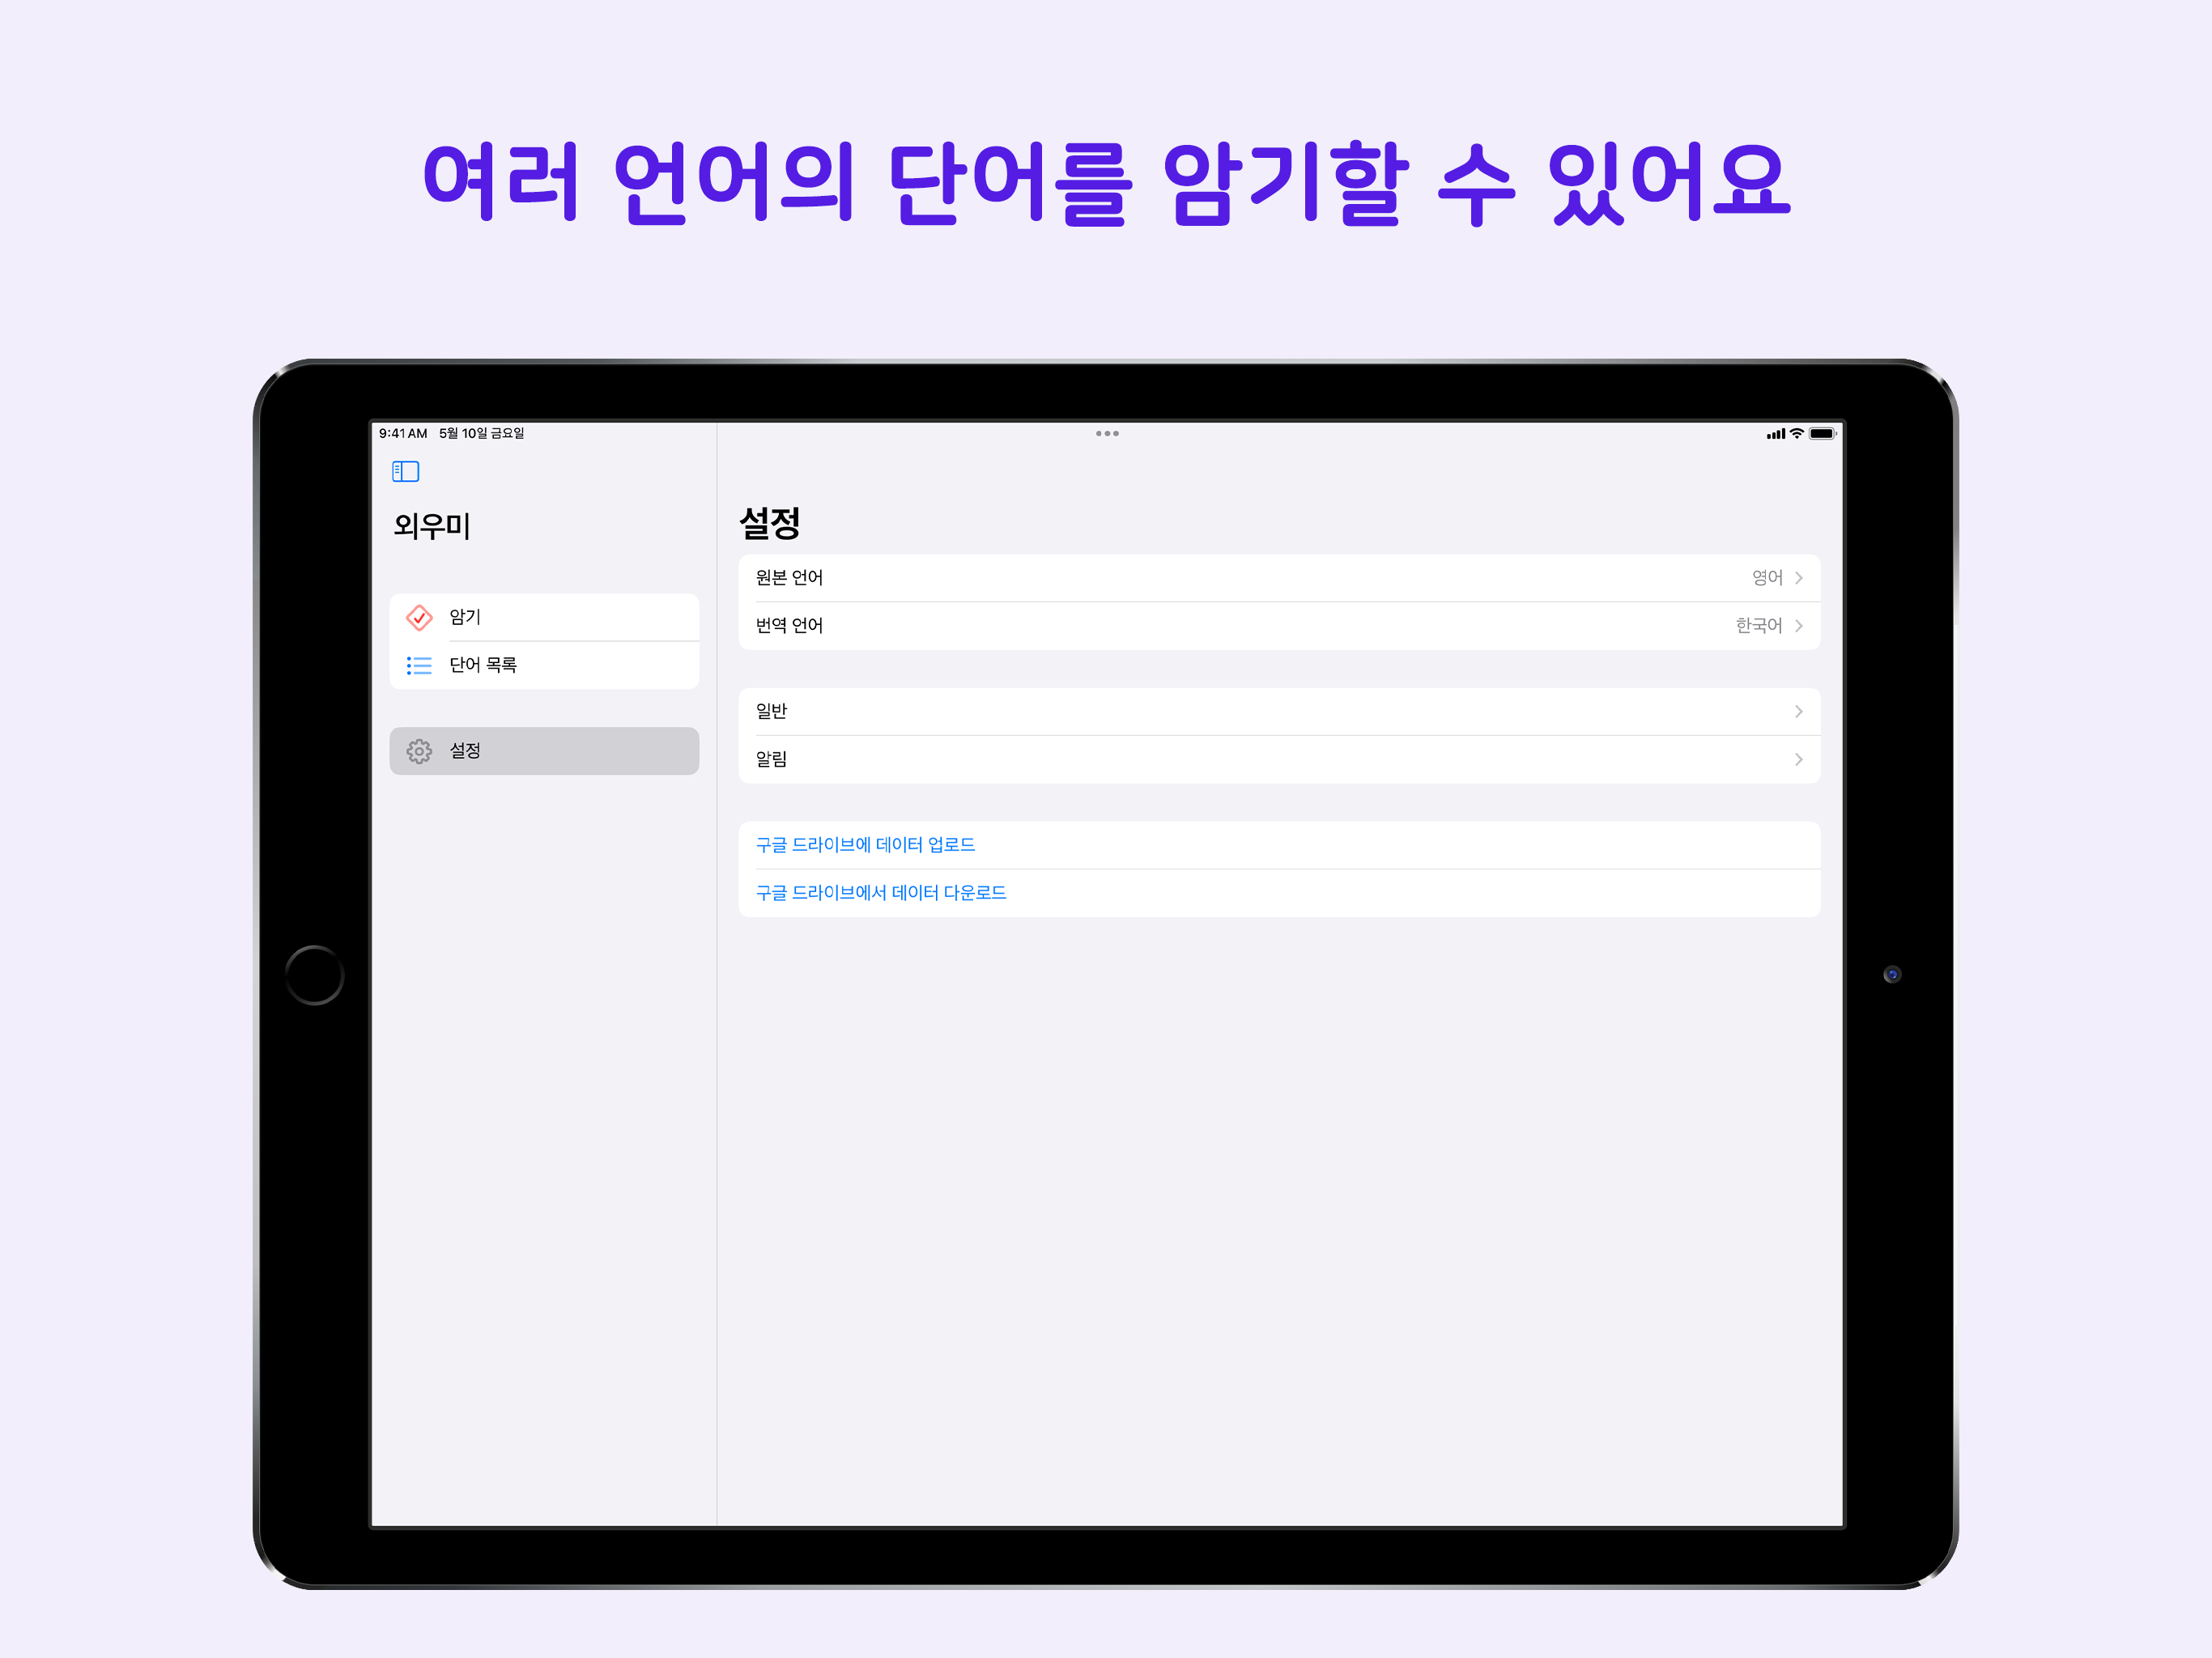 여러 언어의 단어를 암기할 수 있어요
9:41 AM 5월 10일 금요일
외우미
암기
단어 목록
설정
설정
원본 언어 영어
번역 언어 한국어
일반
알림
구글 드라이브에 데이터 업로드
구글 드라이브에서 데이터 다운로드